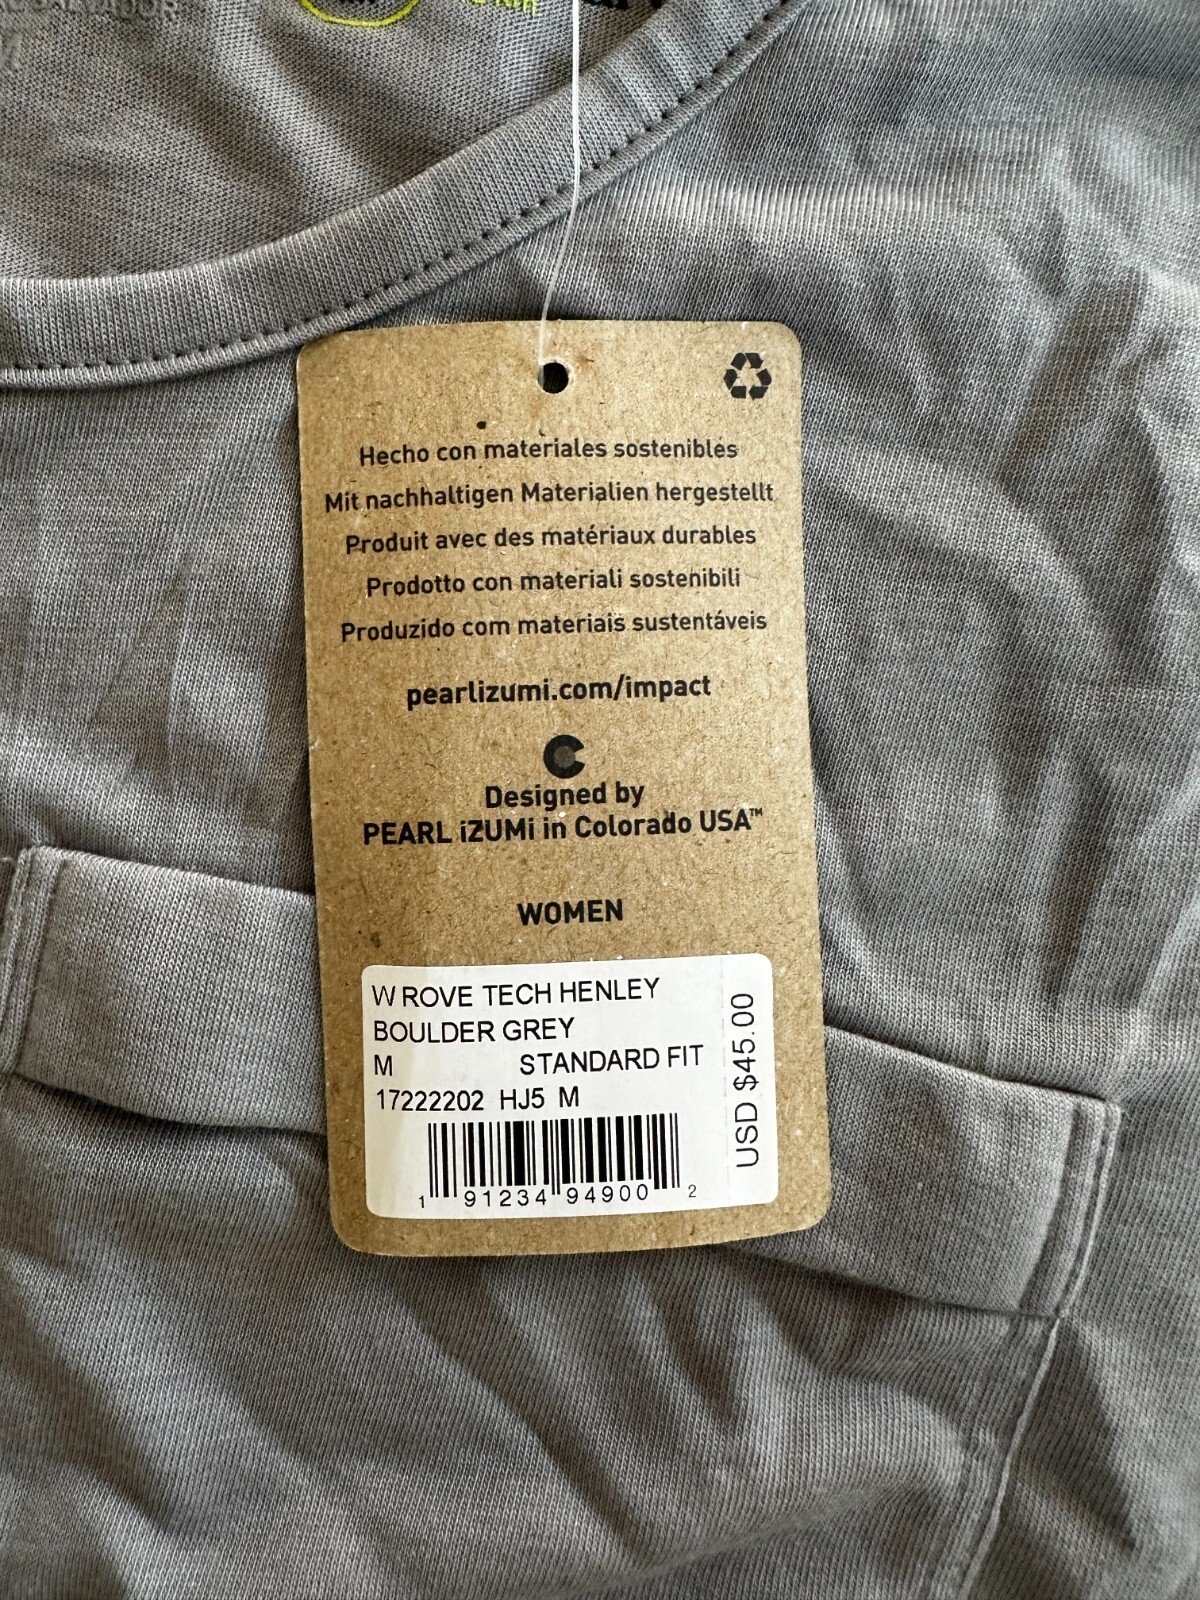 SALVADOR
Hecho con materiales sostenibles
Mit nachhaltigen Materialien hergestellt
Produit avec des matériaux durables
Prodotto con materiali sostenibili
Produzido com materiais sustentáveis
pearlizumi.com/impact
Designed by
PEARL iZUMi in Colorado USA™
WOMEN
W ROVE TECH HENLEY
BOULDER GREY
M STANDARD FIT
17222202 HJ5 M
1 91234 94900 2
USD $45.00